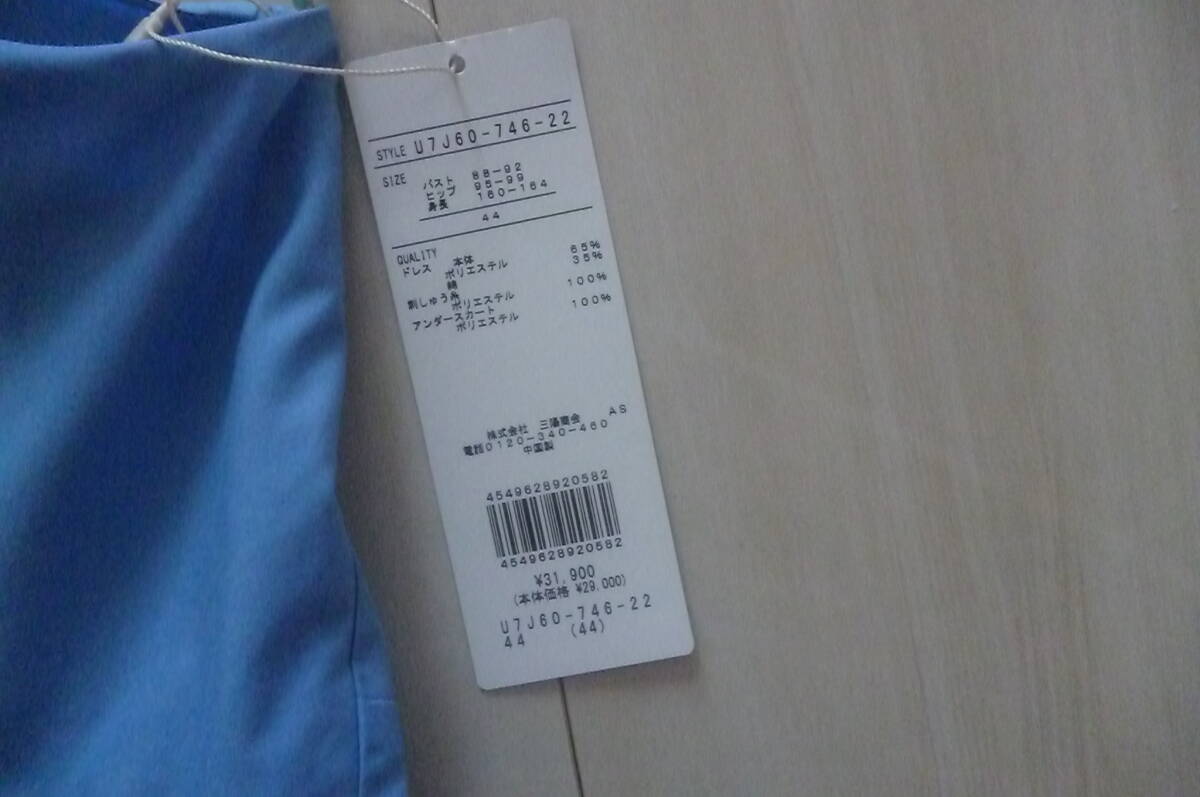 STYLE U7J60-746-22
SIZE
バスト 88-92
ヒップ 95-99
身長 160-164
44
QUALITY
ドレス 本体
ポリエステル 65%
綿 35%
刺しゅう糸
ポリエステル 100%
アンダースカート
ポリエステル 100%
株式会社 三陽商会 AS
電話0120-340-460
中国製
4549628920582
4549628920582
¥31,900
(本体価格 ¥29,000)
U7J60-746-22
44 (44)